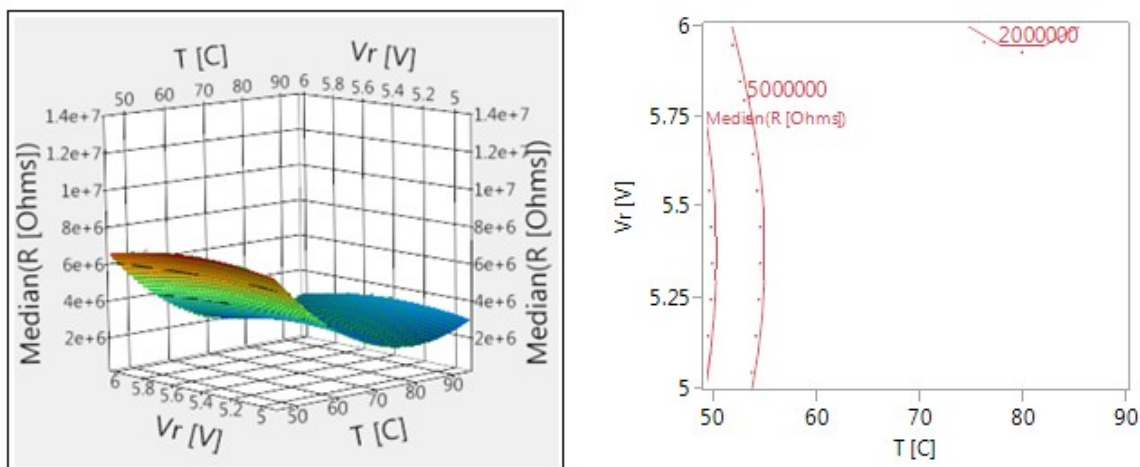 T [C]
Vr [V]
50 60 70 80 90 6 5.8 5.6 5.4 5.2 5
1.4e+7 1.4e+7
1.2e+7 1.2e+7
1e+7 1e+7
8e+6 8e+6
6e+6 6e+6
4e+6 4e+6
2e+6 2e+6
Median(R [Ohms])
Median(R [Ohms])
6 5.8 5.6 5.4 5.2 5
50 60 70 80 90
Vr [V]
T [C]
6
5.75
5.5
5.25
5
Vr [V]
2000000
5000000
Median(R [Ohms])
50 60 70 80 90
T [C]